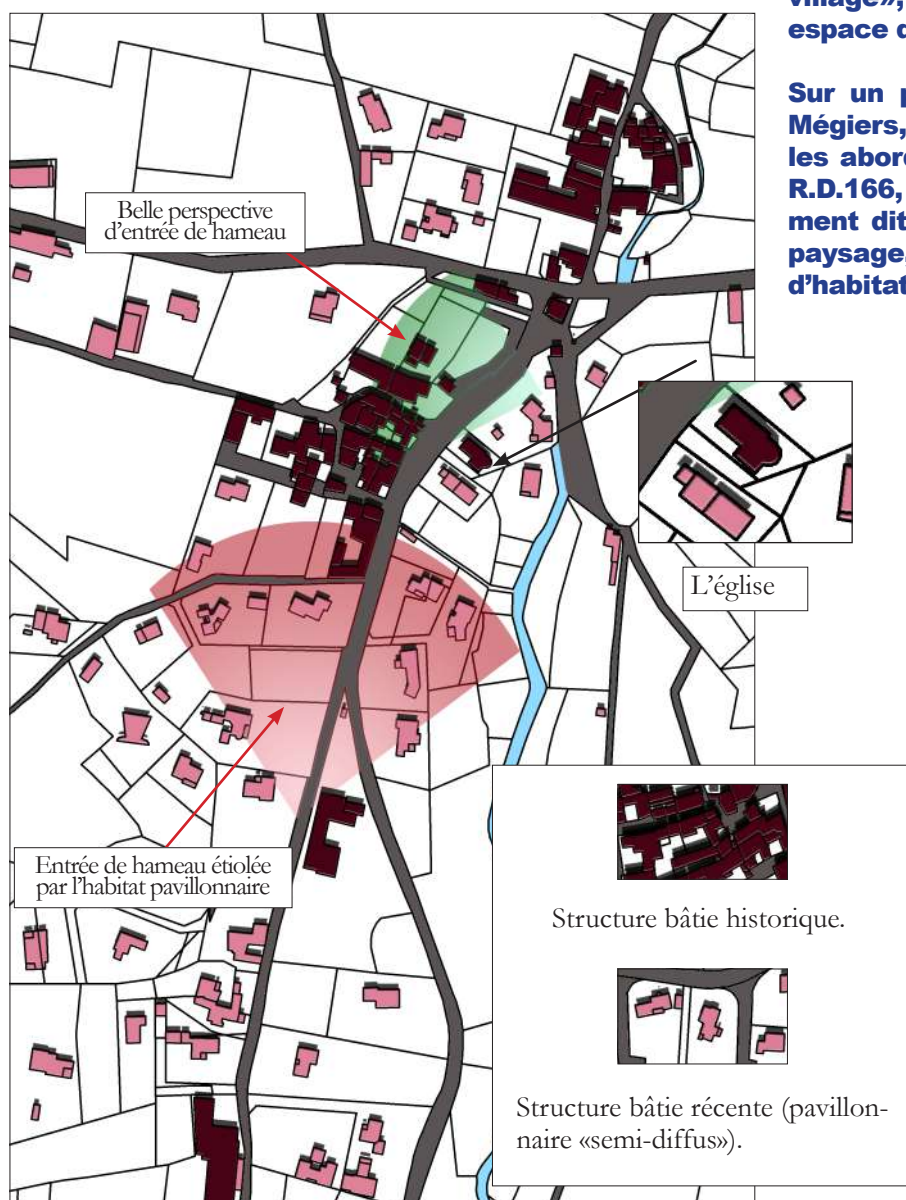 village»,
espace d
Sur un p
Mégiers,
les abor
R.D.166,
ment dit
paysage
d'habitat
Belle perspective
d'entrée de hameau
L'église
Entrée de hameau étiolée
par l'habitat pavillonnaire
Structure bâtie historique.
Structure bâtie récente (pavillon-
naire «semi-diffus»).